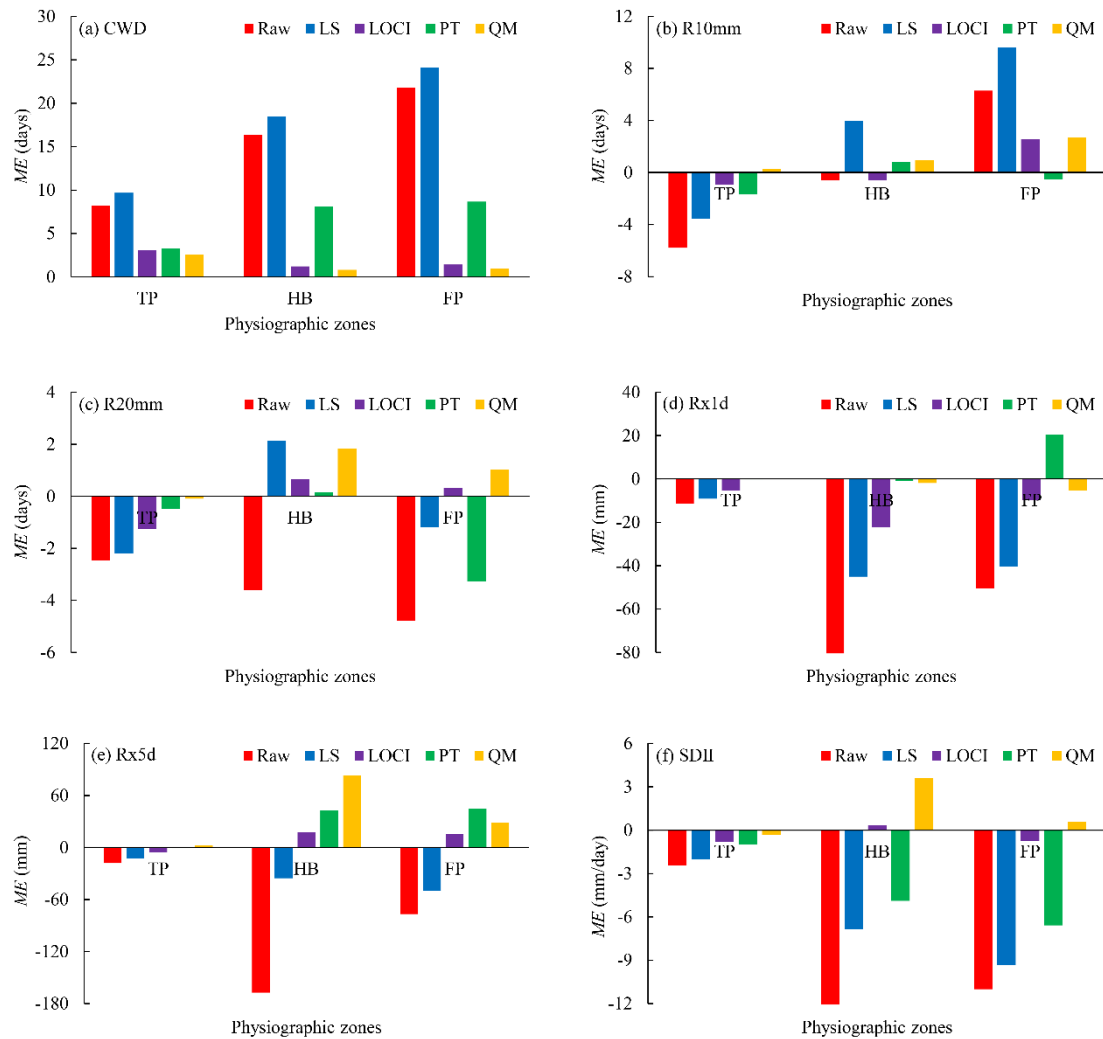 (a) CWD
Raw LS LOCI PT QM
30
25
20
15
10
5
0
ME (days)
TP HB FP
Physiographic zones
(b) R10mm
Raw LS LOCI PT QM
12
8
4
0
-4
-8
ME (days)
TP HB FP
Physiographic zones
(c) R20mm
Raw LS LOCI PT QM
4
2
0
-2
-4
-6
ME (days)
TP HB FP
Physiographic zones
(d) Rx1d
Raw LS LOCI PT QM
40
20
0
-20
-40
-60
-80
ME (mm)
TP HB FP
Physiographic zones
(e) Rx5d
Raw LS LOCI PT QM
120
60
0
-60
-120
-180
ME (mm)
TP HB FP
Physiographic zones
(f) SDII
Raw LS LOCI PT QM
6
3
0
-3
-6
-9
-12
ME (mm/day)
TP HB FP
Physiographic zones